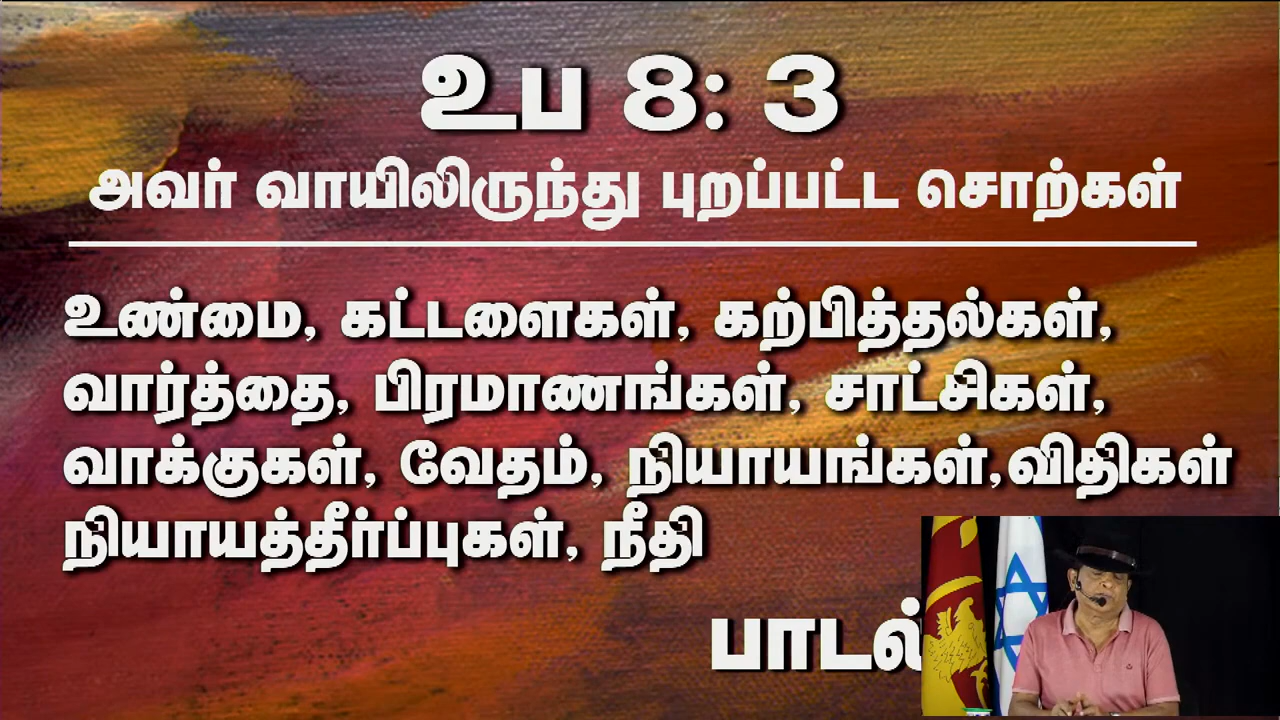 உப 8: 3
அவர் வாயிலிருந்து புறப்பட்ட சொற்கள்
உண்மை, கட்டளைகள், கற்பித்தல்கள்,
வார்த்தை, பிரமாணங்கள், சாட்சிகள்,
வாக்குகள், வேதம், நியாயங்கள்,விதிகள்
நியாயத்தீர்ப்புகள், நீதி
பாடல்